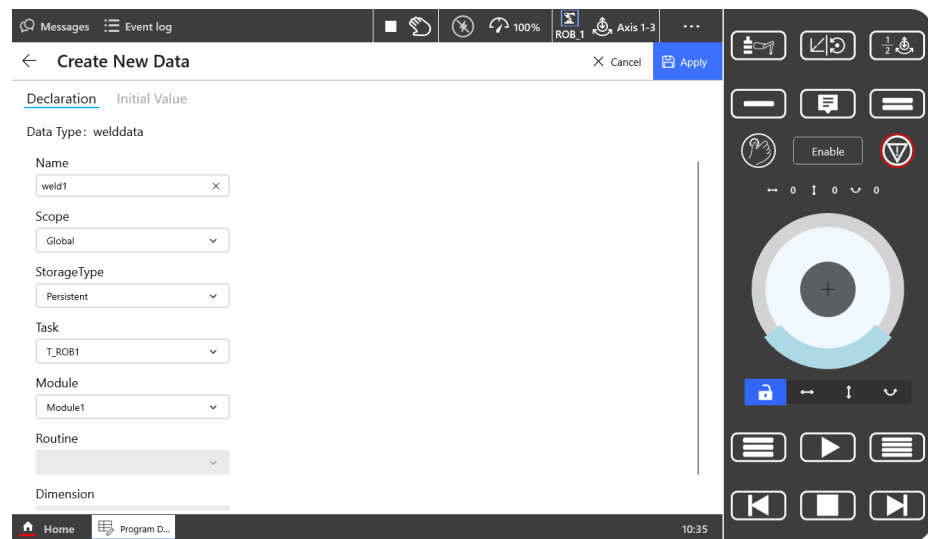 Messages Event log 100% ROB_1 Axis 1-3 ...
1 2
Create New Data Cancel Apply
Declaration Initial Value
Data Type: welddata
Name
weld1
Scope
Global
StorageType
Persistent
Task
T_ROB1
Module
Module1
Routine
Dimension
Home Program D... 10:35
Enable
0 0 0